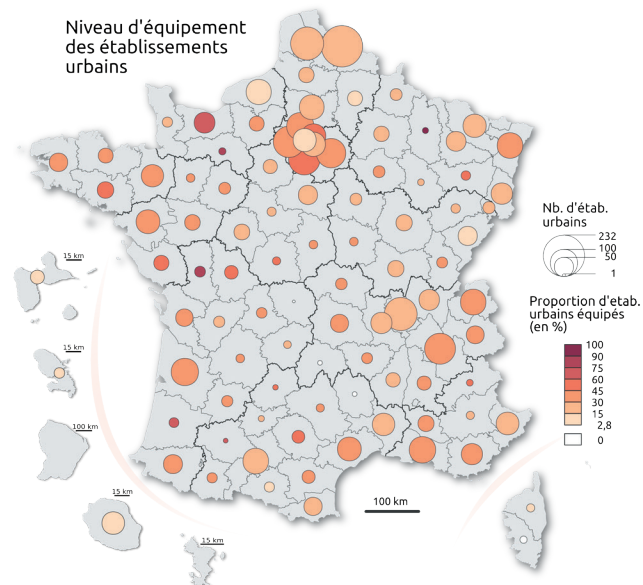 Niveau d'équipement
des établissements
urbains
15 km
15 km
100 km
15 km
15 km
100 km
Nb. d'étab.
urbains
232
100
50
1
Proportion d'etab.
urbains équipés
(en %)
100
90
75
60
45
30
15
2,8
0